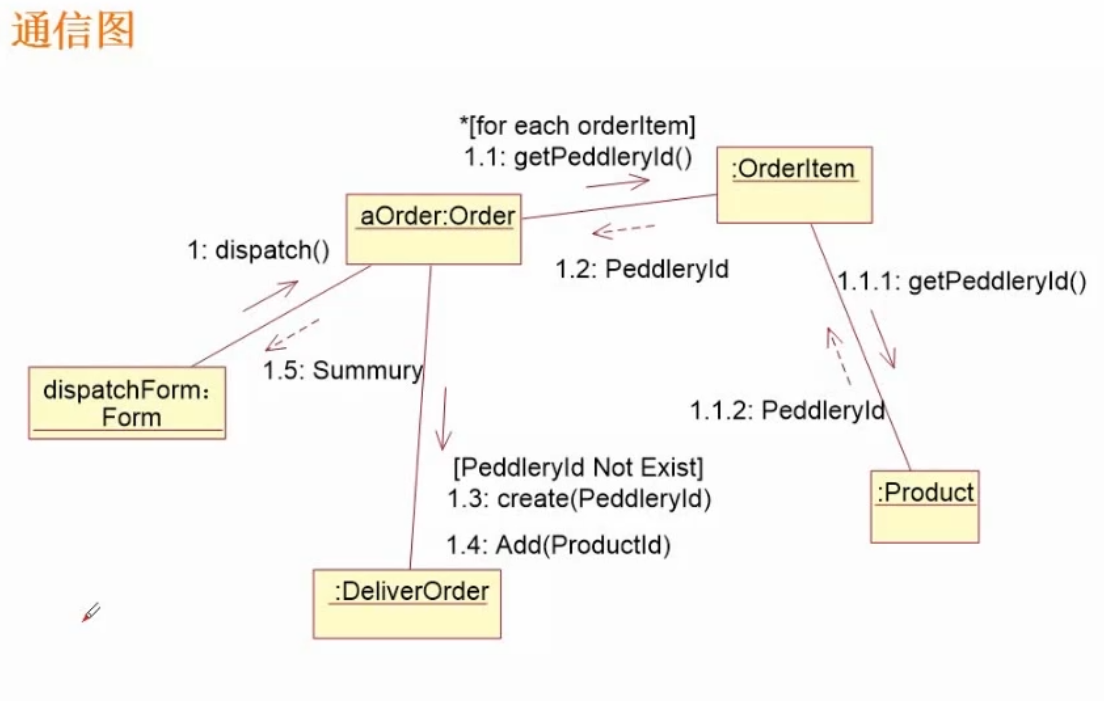 通信图
*[for each orderItem]
1.1: getPeddleryId()
:OrderItem
aOrder:Order
1: dispatch()
1.2: PeddleryId
1.1.1: getPeddleryId()
1.5: Summury
dispatchForm:
Form
1.1.2: PeddleryId
[PeddleryId Not Exist]
1.3: create(PeddleryId)
:Product
1.4: Add(ProductId)
:DeliverOrder